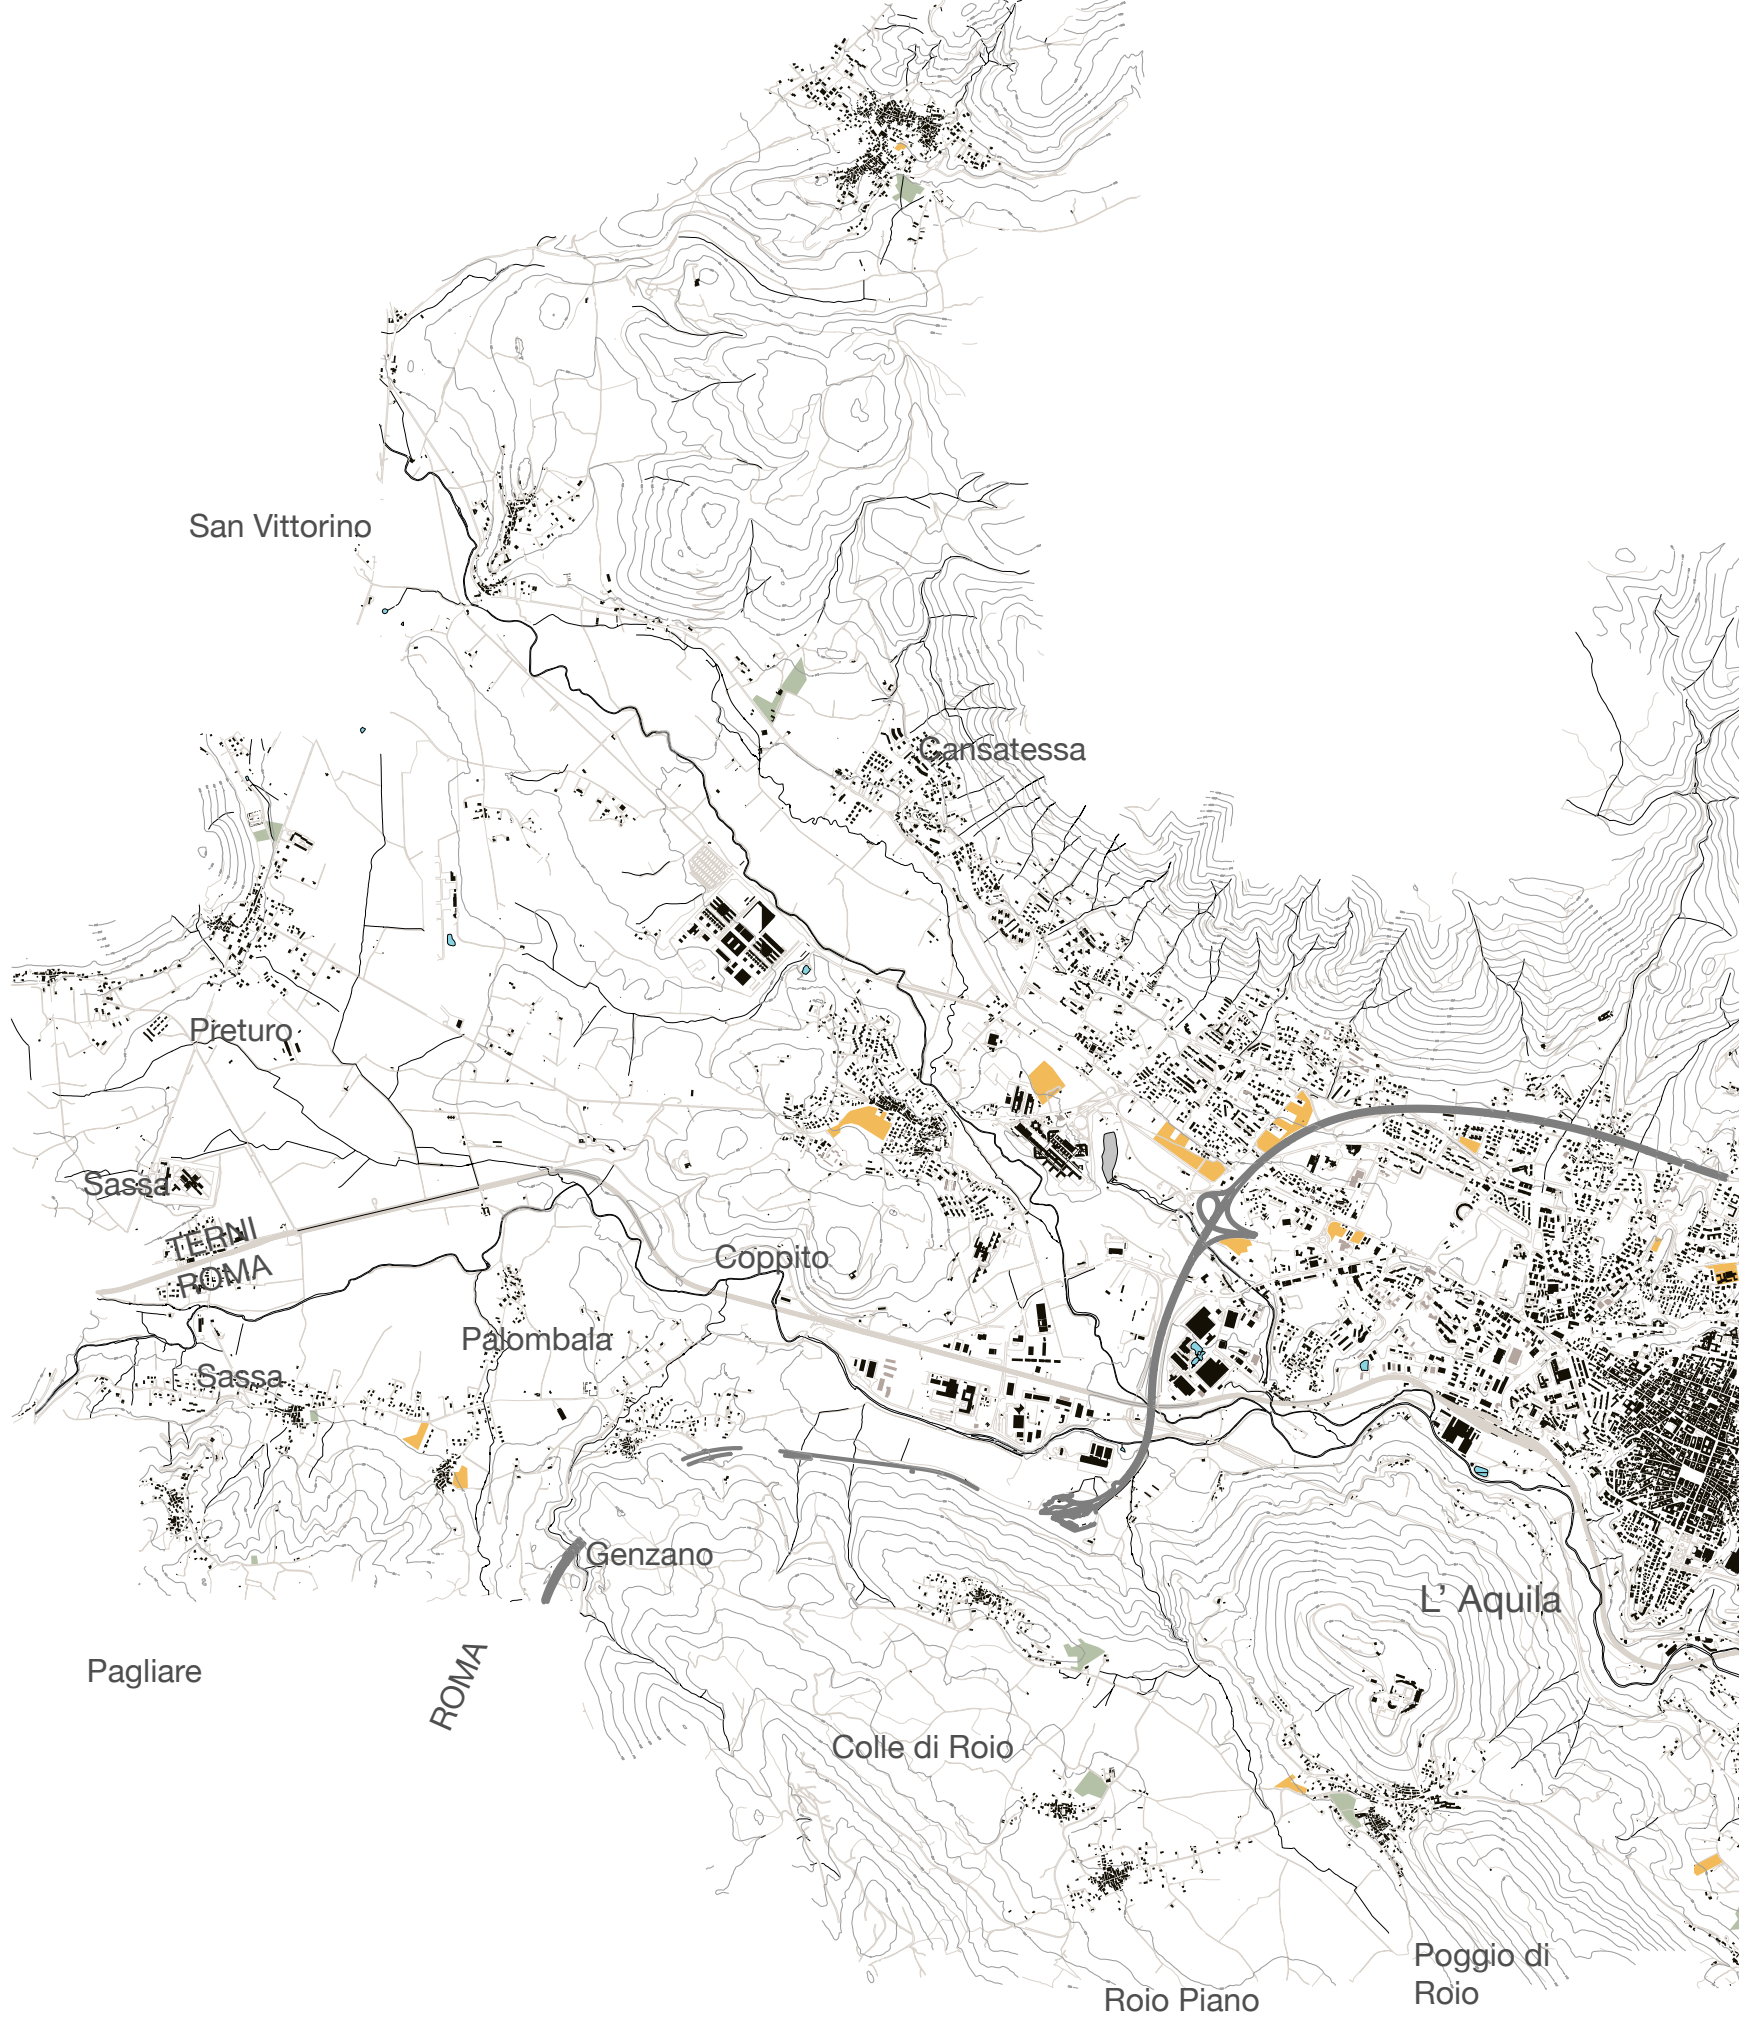 San Vittorino
Cansatessa
Preturo
Sassa
TERNI
ROMA
Coppito
Palombala
Sassa
Genzano
L' Aquila
Pagliare
ROMA
Colle di Roio
Poggio di
Roio
Roio Piano